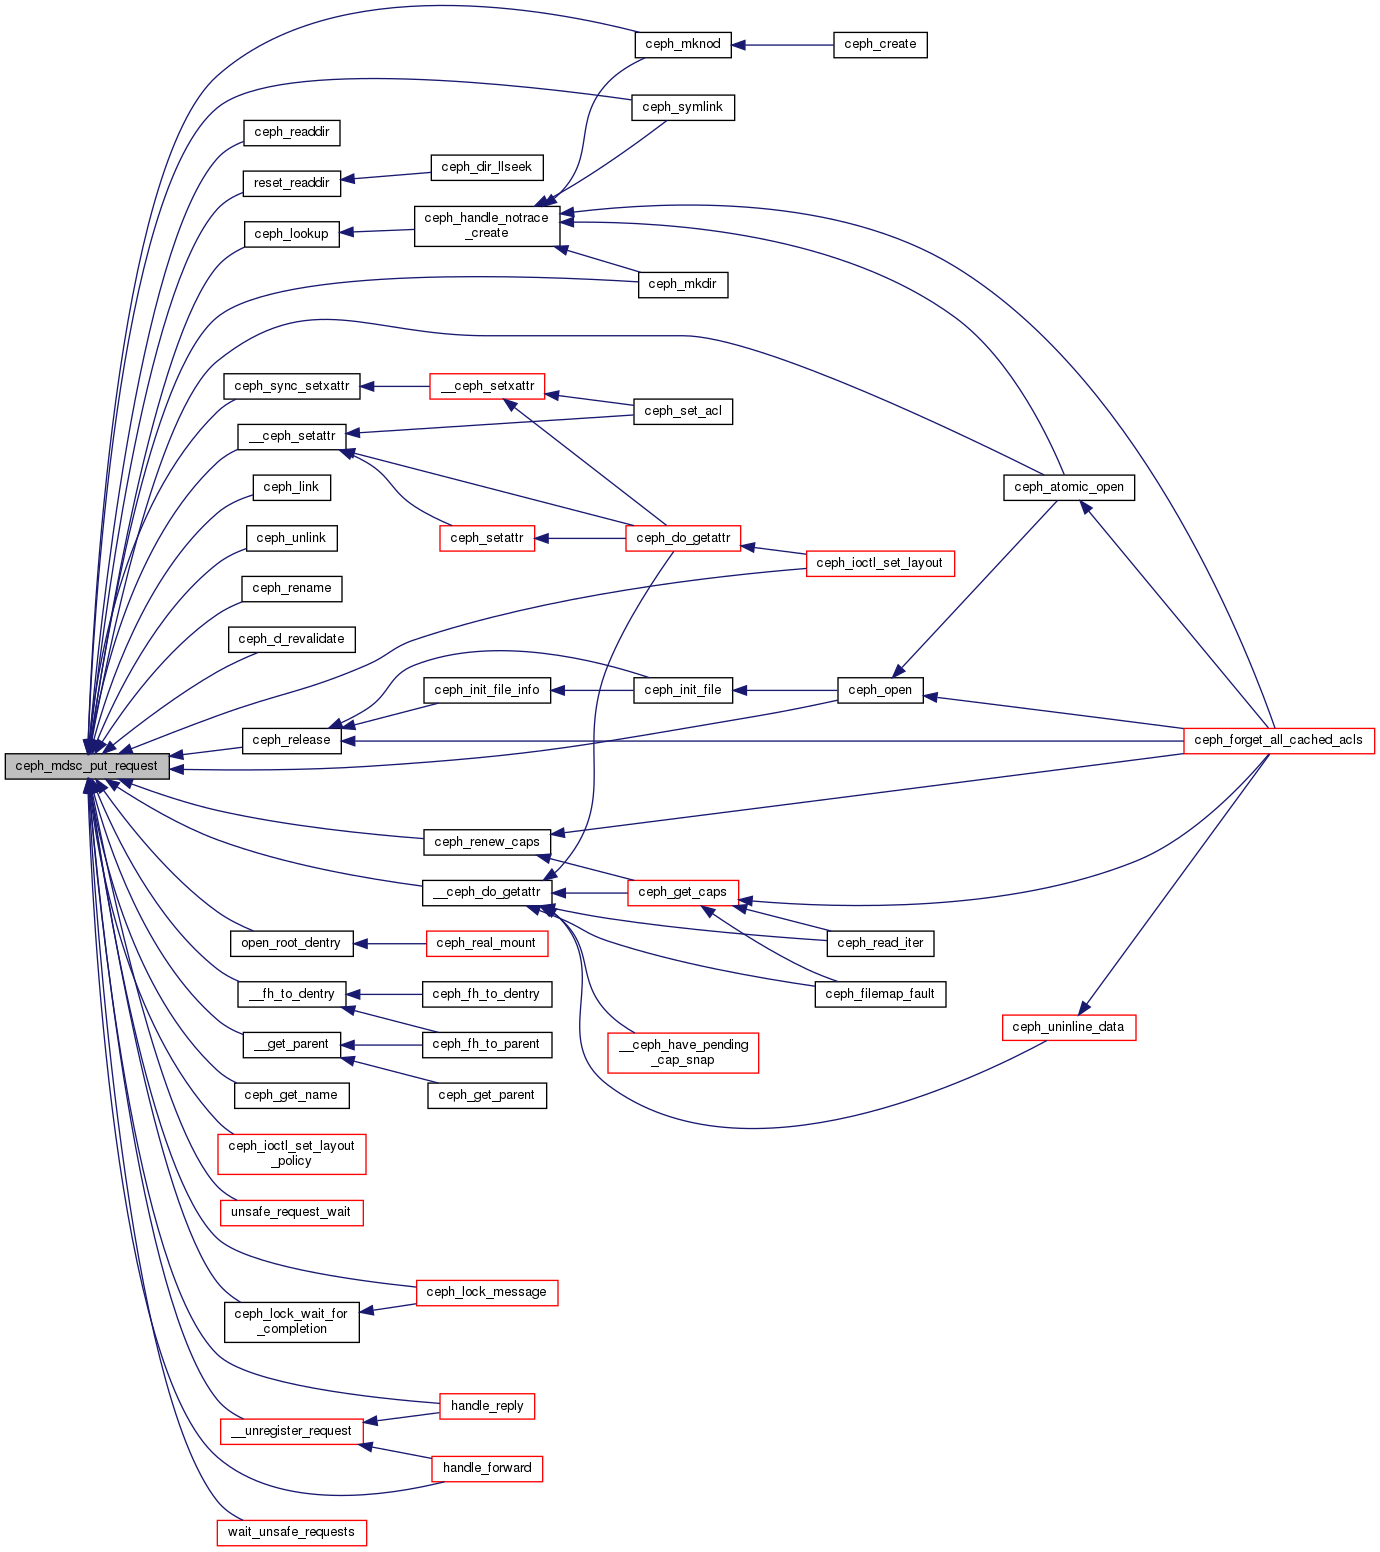 ceph_mknod
ceph_create
ceph_symlink
ceph_readdir
ceph_dir_llseek
reset_readdir
ceph_handle_notrace
_create
ceph_lookup
ceph_mkdir
ceph_sync_setxattr
__ceph_setxattr
ceph_set_acl
__ceph_setattr
ceph_link
ceph_atomic_open
ceph_unlink
ceph_setattr
ceph_do_getattr
ceph_ioctl_set_layout
ceph_rename
ceph_d_revalidate
ceph_init_file_info
ceph_init_file
ceph_open
ceph_release
ceph_forget_all_cached_acls
ceph_mdsc_put_request
ceph_renew_caps
__ceph_do_getattr
ceph_get_caps
open_root_dentry
ceph_real_mount
ceph_read_iter
__fh_to_dentry
ceph_fh_to_dentry
ceph_filemap_fault
ceph_uninline_data
__get_parent
ceph_fh_to_parent
__ceph_have_pending
_cap_snap
ceph_get_name
ceph_get_parent
ceph_ioctl_set_layout
_policy
unsafe_request_wait
ceph_lock_message
ceph_lock_wait_for
_completion
handle_reply
__unregister_request
handle_forward
wait_unsafe_requests